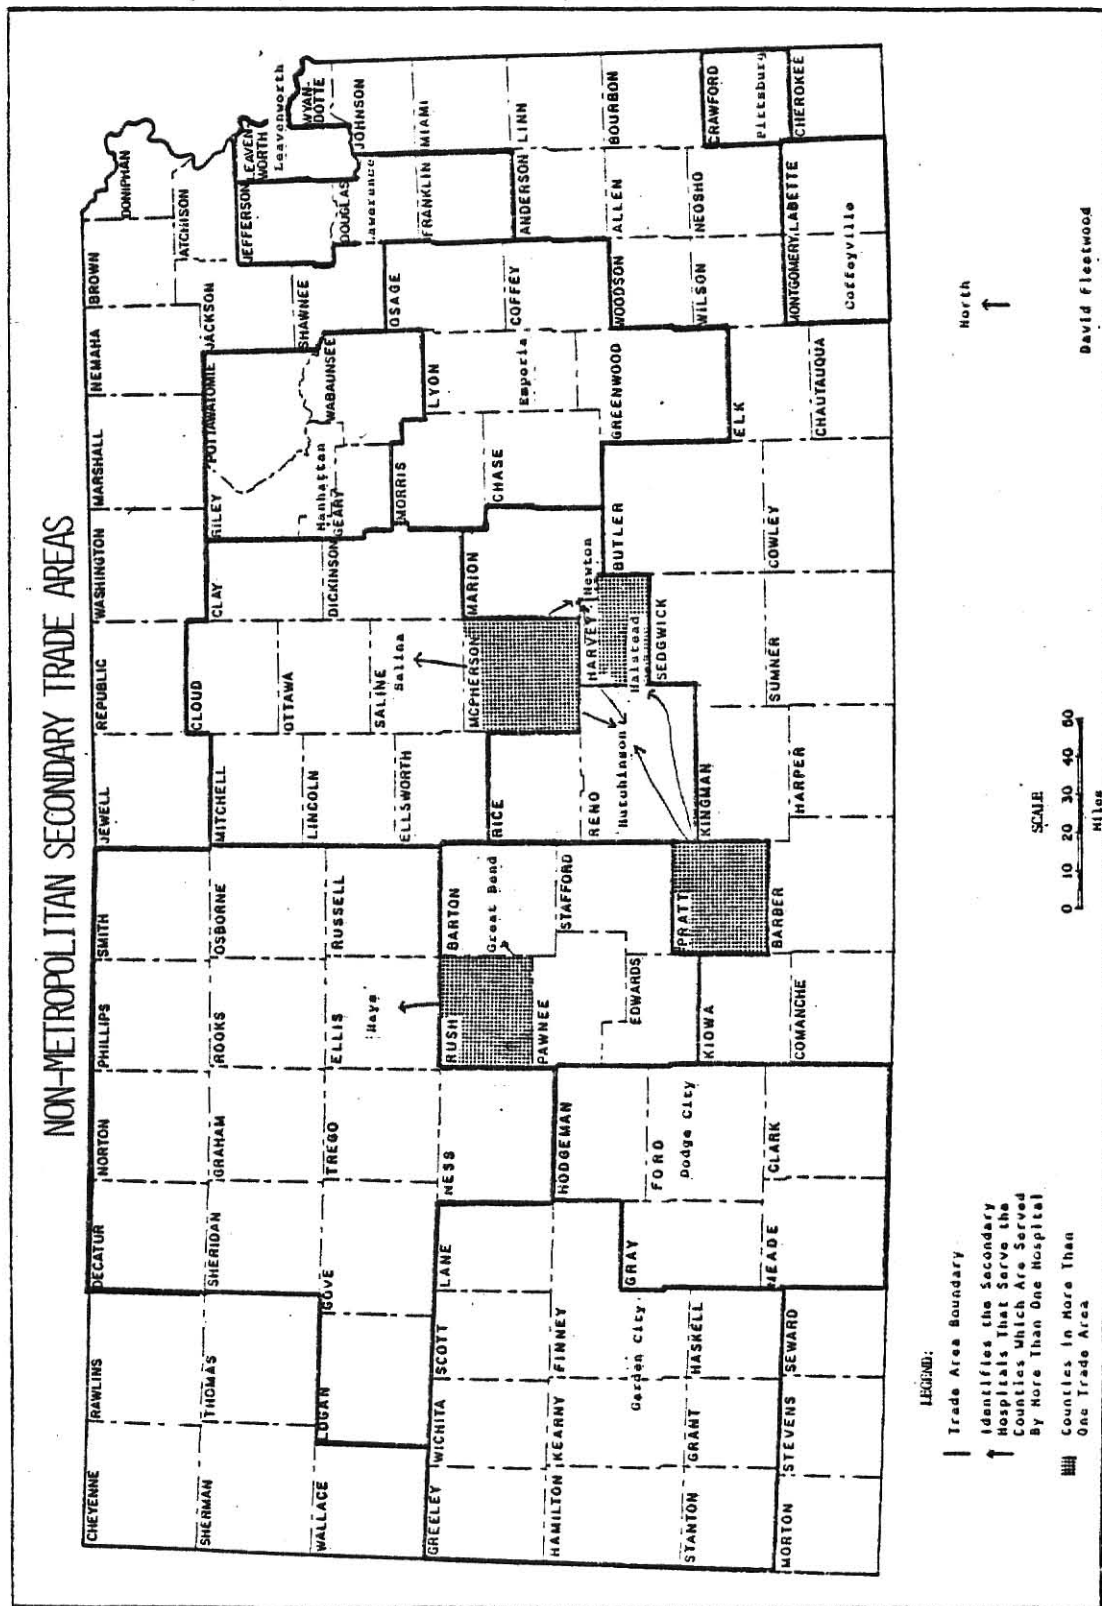 NON-METROPOLITAN SECONDARY TRADE AREAS
CHEYENNE
RAWLINS
DECATUR
NORTON
PHILLIPS
SMITH
JEWELL
REPUBLIC
WASHINGTON
MARSHALL
NEMAHA
BROWN
DONIPHAN
SHERMAN
THOMAS
SHERIDAN
GRAHAM
ROOKS
OSBORNE
MITCHELL
CLOUD
CLAY
RILEY
POTTAWATOMIE
JACKSON
ATCHISON
JEFFERSON
LEAVEN-
WORTH
Leavenworth
WYAN-
DOTTE
WALLACE
LOGAN
GOVE
TREGO
ELLIS
RUSSELL
LINCOLN
OTTAWA
DICKINSON
Manhattan
GEARY
WABAUNSEE
SHAWNEE
DOUGLAS
Lawerence
JOHNSON
Hays
ELLSWORTH
SALINE
Salina
MORRIS
LYON
OSAGE
FRANKLIN
MIAMI
GREELEY
WICHITA
SCOTT
LANE
NESS
RUSH
BARTON
Great Bend
RICE
MCPHERSON
MARION
CHASE
Emporia
COFFEY
ANDERSON
LINN
HAMILTON
KEARNY
FINNEY
HODGEMAN
PAWNEE
STAFFORD
RENO
Hutchinson
HARVEY
Newton
Halstead
BUTLER
GREENWOOD
WOODSON
ALLEN
BOURBON
Garden City
GRAY
FORD
Dodge City
EDWARDS
PRATT
KINGMAN
SEDGWICK
ELK
WILSON
NEOSHO
CRAWFORD
Pittsburg
STANTON
GRANT
HASKELL
MEADE
CLARK
KIOWA
COMANCHE
BARBER
HARPER
SUMNER
COWLEY
CHAUTAUQUA
MONTGOMERY
LABETTE
Coffeyville
CHEROKEE
MORTON
STEVENS
SEWARD
LEGEND:
Trade Area Boundary
Identifies the Secondary
Hospitals That Serve the
Counties Which Are Served
By More Than One Hospital
Counties in More Than
One Trade Area
SCALE
0 10 20 30 40 50
Miles
North
David Fleetwood